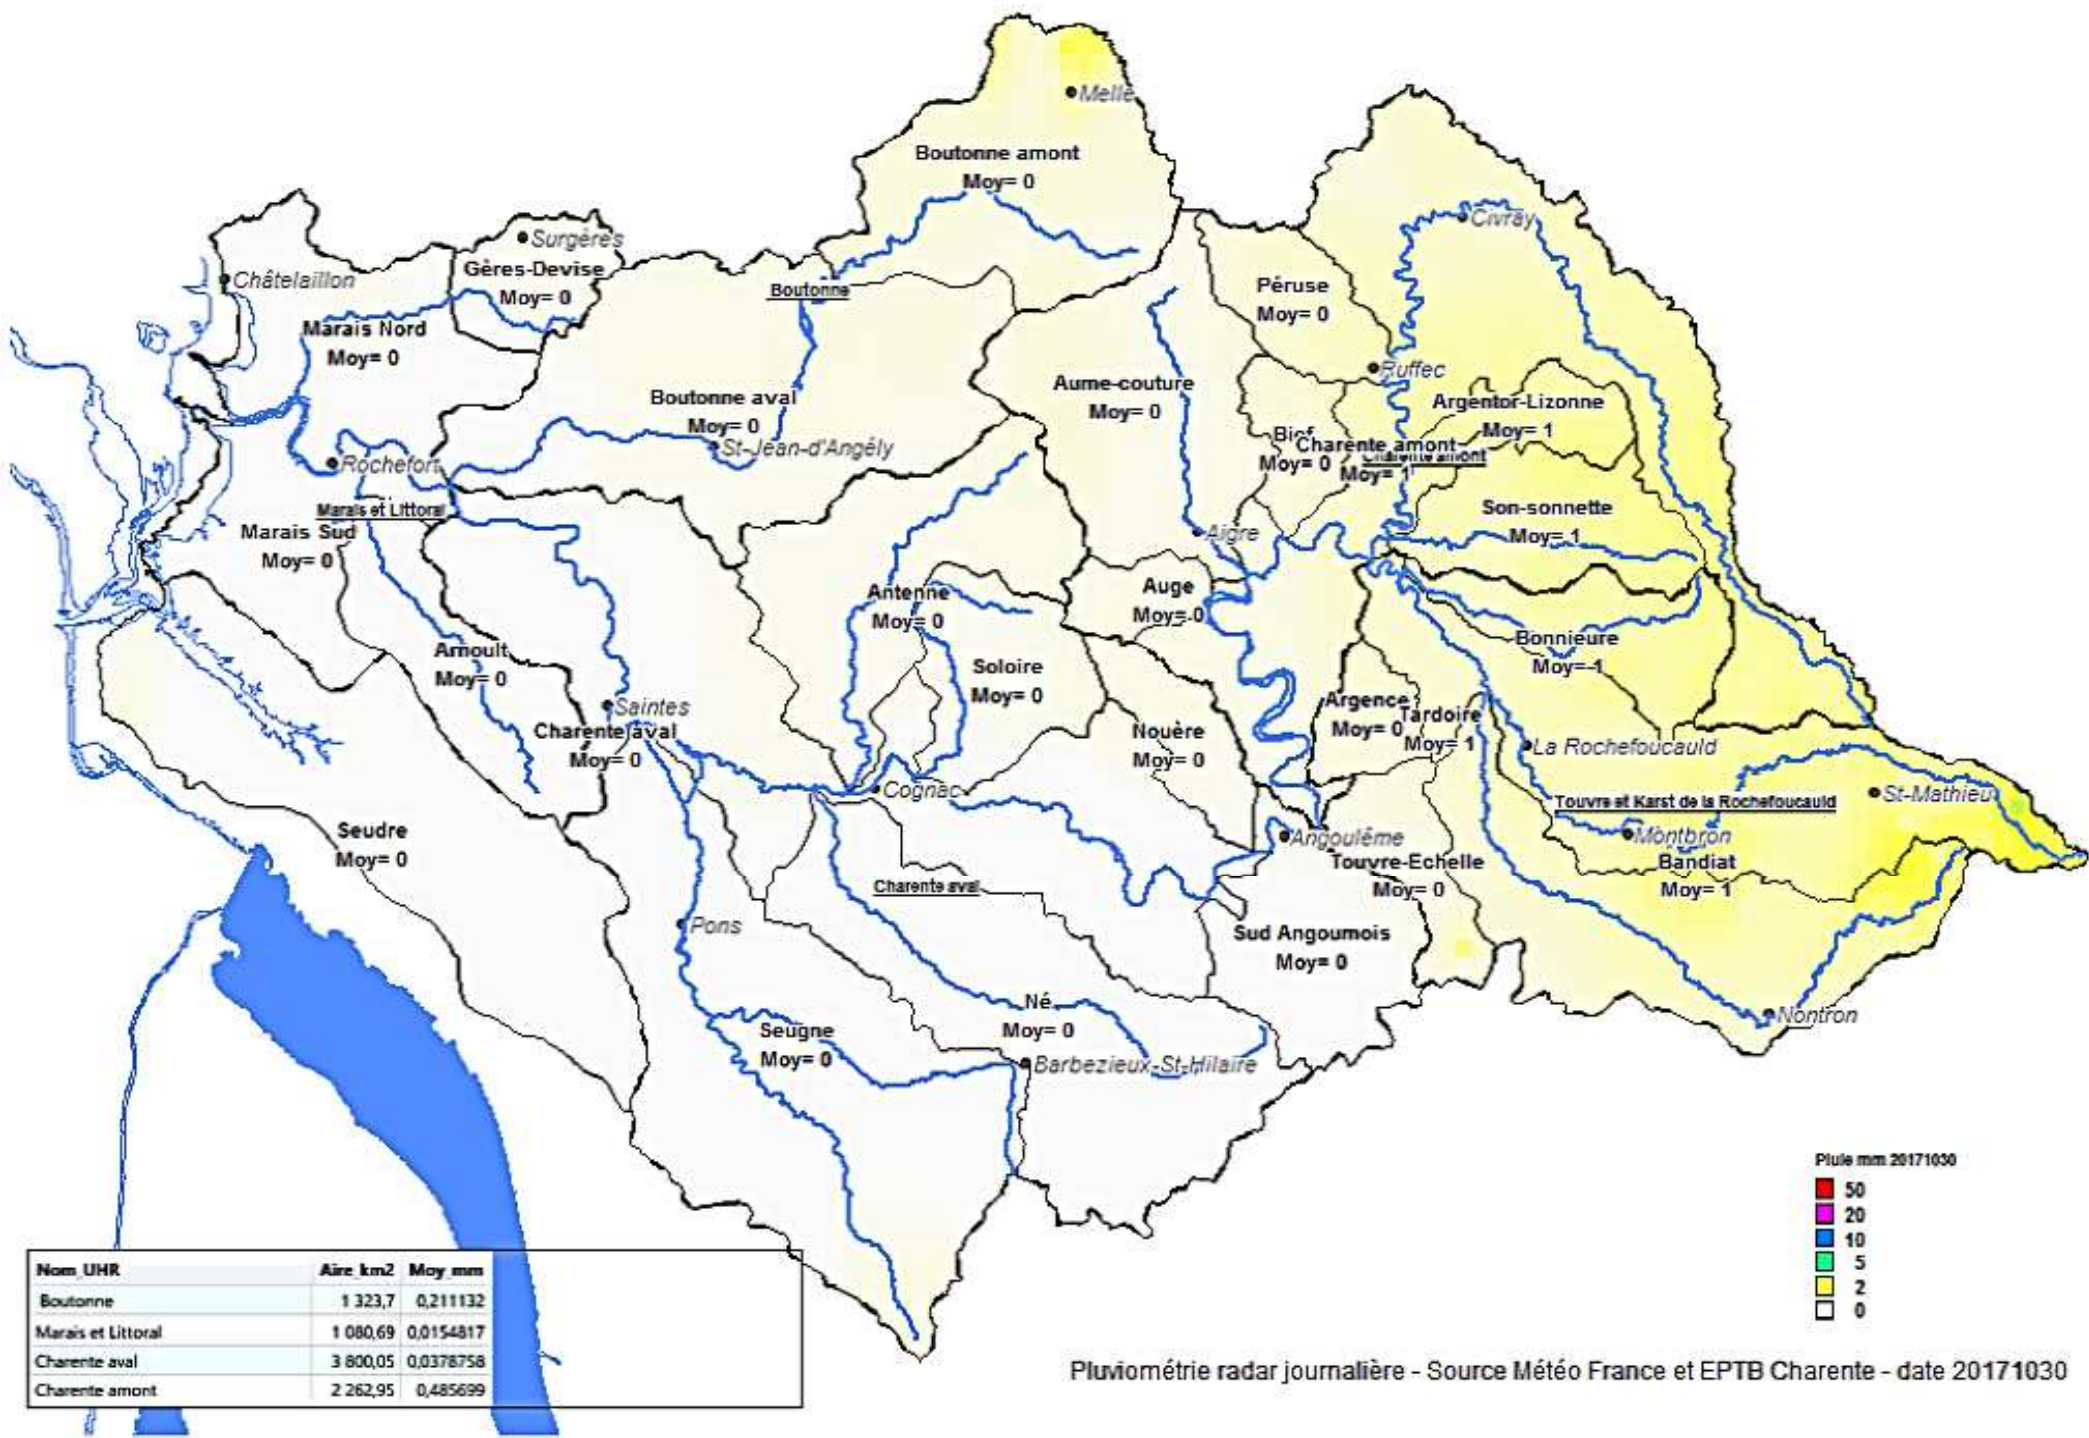 Melle
Boutonne amont
Moy= 0
Civray
Surgères
Gères-Devise
Moy= 0
Châtelaillon
Boutonne
Péruse
Moy= 0
Marais Nord
Moy= 0
Ruffec
Aume-couture
Moy= 0
Boutonne aval
Moy= 0
Argentor-Lizonne
Moy= 1
St-Jean-d'Angély
Bief
Moy= 0
Charente amont
Moy= 1
Charente amont
Rochefort
Marais et Littoral
Son-sonnette
Moy= 1
Marais Sud
Moy= 0
Aigre
Antenne
Moy= 0
Auge
Moy= 0
Bonnieure
Moy= 1
Arnoult
Moy= 0
Soloire
Moy= 0
Saintes
Charente aval
Moy= 0
Nouère
Moy= 0
Argence
Moy= 0
Tardoire
Moy= 1
La Rochefoucauld
Cognac
St-Mathieu
Touvre et Karst de la Rochefoucauld
Seudre
Moy= 0
Angoulême
Montbron
Touvre-Echelle
Moy= 0
Bandiat
Moy= 1
Charente aval
Pons
Sud Angoumois
Moy= 0
Né
Moy= 0
Nontron
Seugne
Moy= 0
Barbezieux-St-Hilaire
Pluie mm 20171030
50
20
10
5
2
0
Nom_UHR Aire_km2 Moy_mm
Boutonne 1 323,7 0,211132
Marais et Littoral 1 080,69 0,0154817
Charente aval 3 800,05 0,0378758
Charente amont 2 262,95 0,485699
Pluviométrie radar journalière - Source Météo France et EPTB Charente - date 20171030